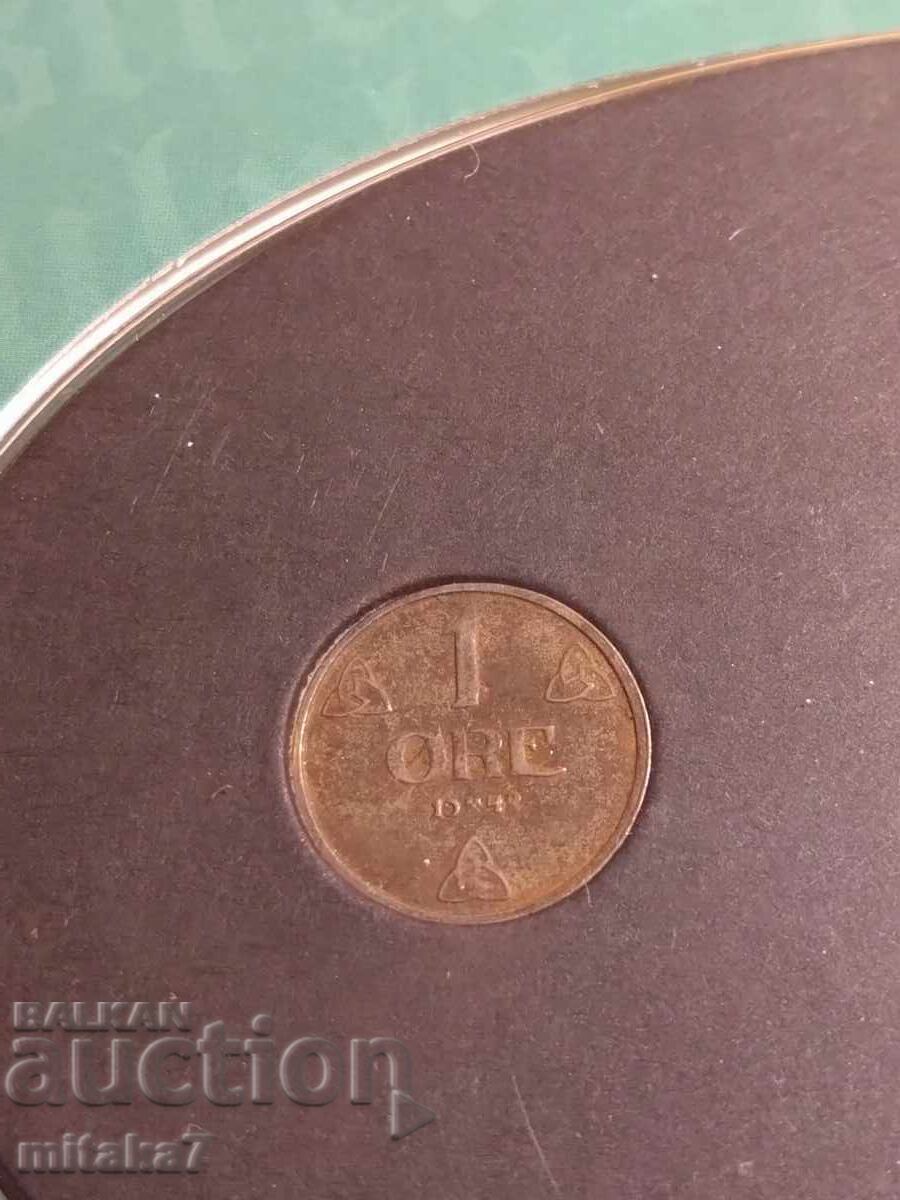 1
ØRE
BALKAN
auction
mitaka7